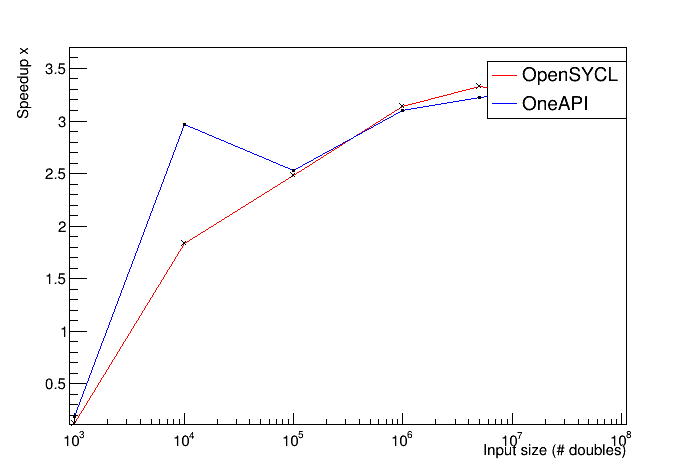 Speedup x
3.5
3
2.5
2
1.5
1
0.5
OpenSYCL
OneAPI
10³ 10⁴ 10⁵ 10⁶ 10⁷ 10⁸
Input size (# doubles)